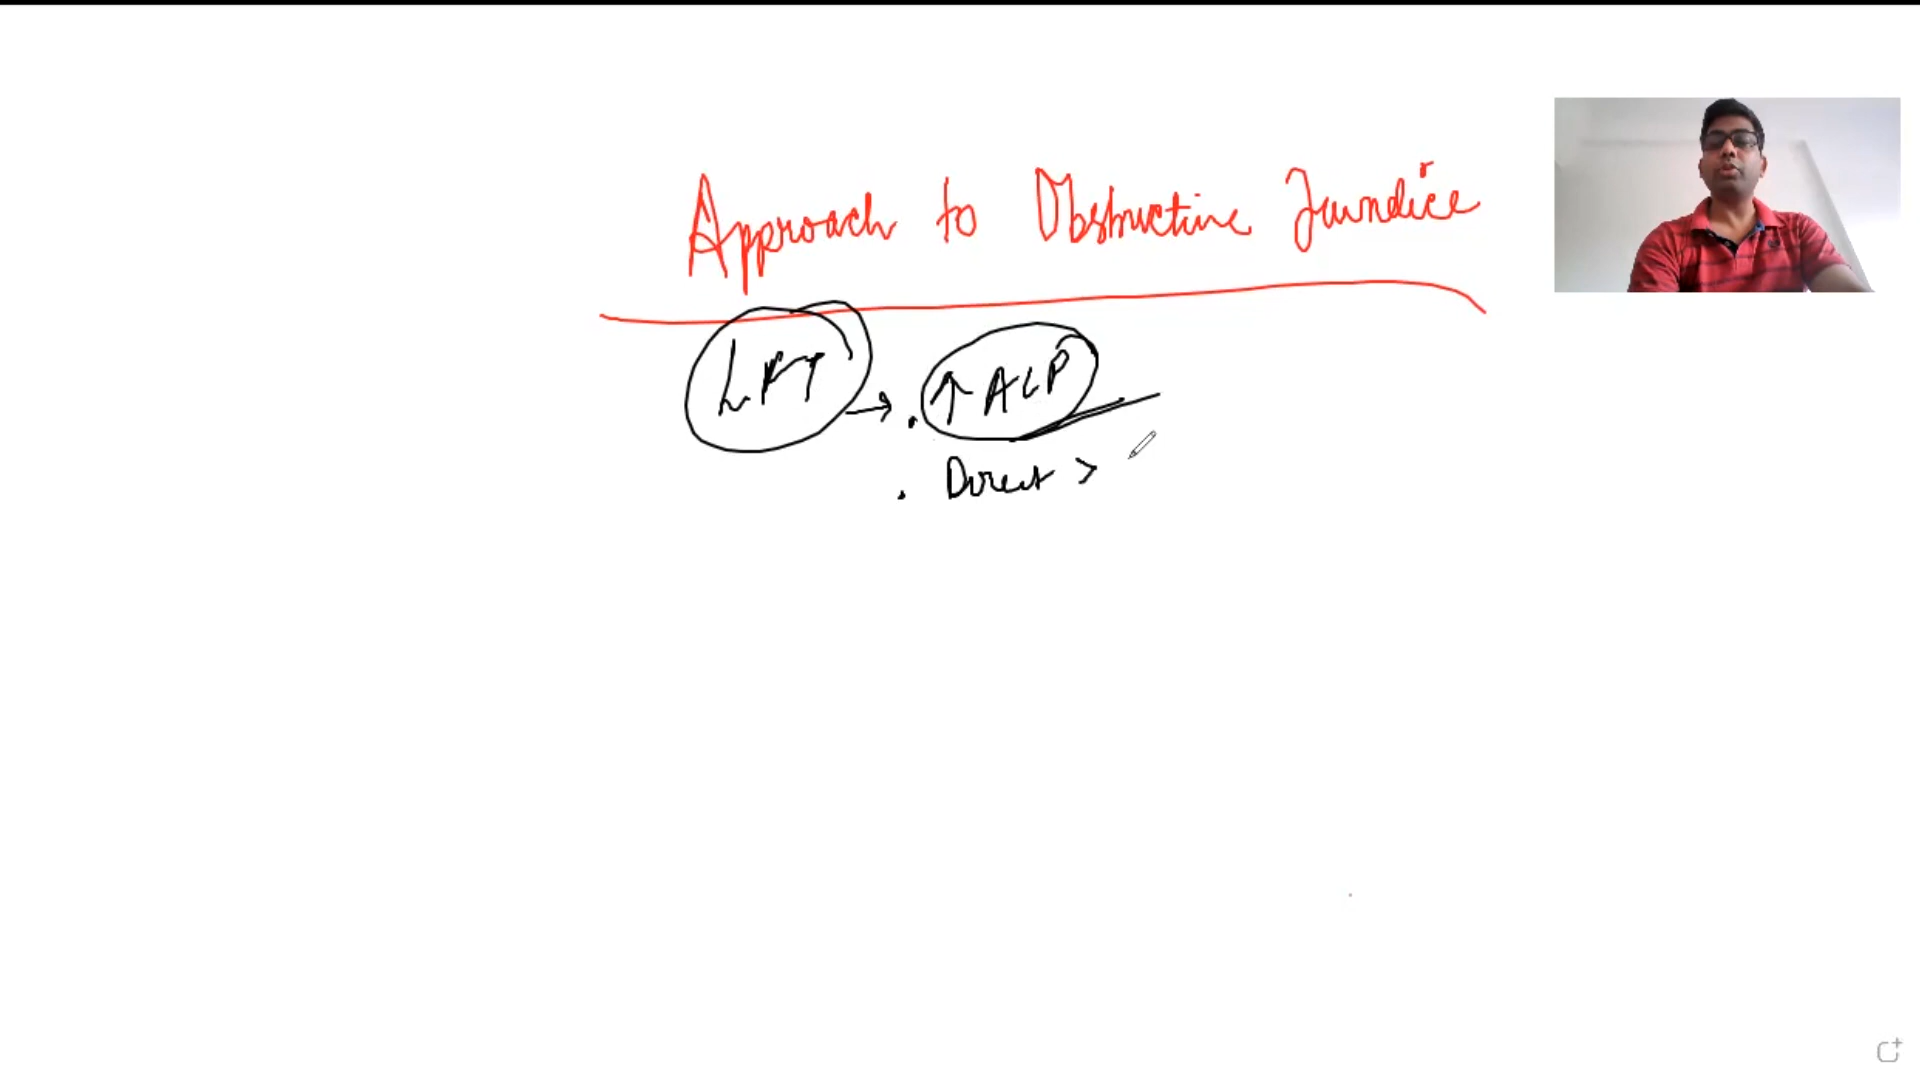 Approach to Obstructive Jaundice
LFT → . ↑ ALP
. Direct >